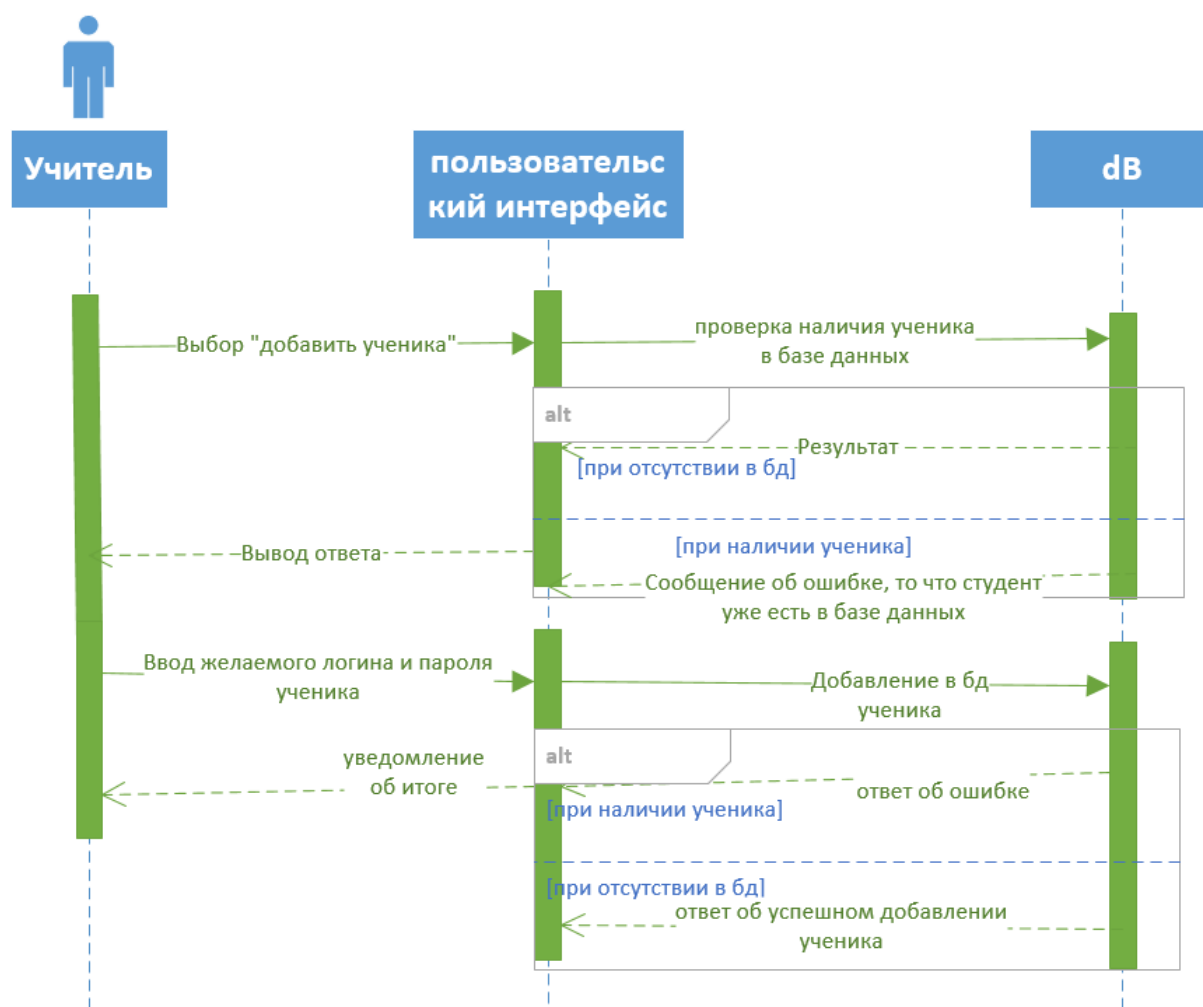 Учитель
пользовательс
кий интерфейс
dB
Выбор "добавить ученика"
проверка наличия ученика
в базе данных
alt
Результат
[при отсутствии в бд]
[при наличии ученика]
Вывод ответа
Сообщение об ошибке, то что студент
уже есть в базе данных
Ввод желаемого логина и пароля
ученика
Добавление в бд
ученика
alt
уведомление
об итоге
ответ об ошибке
[при наличии ученика]
[при отсутствии в бд]
ответ об успешном добавлении
ученика